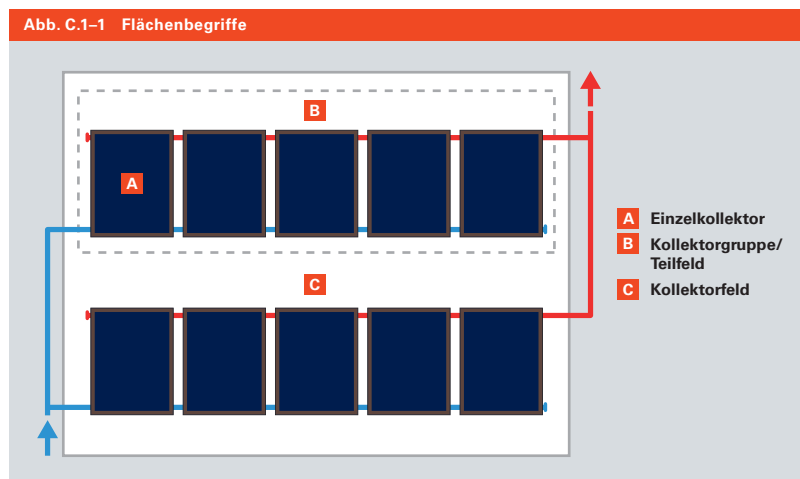 Abb. C.1–1 Flächenbegriffe
B
A
C
A Einzelkollektor
B Kollektorgruppe/
Teilfeld
C Kollektorfeld